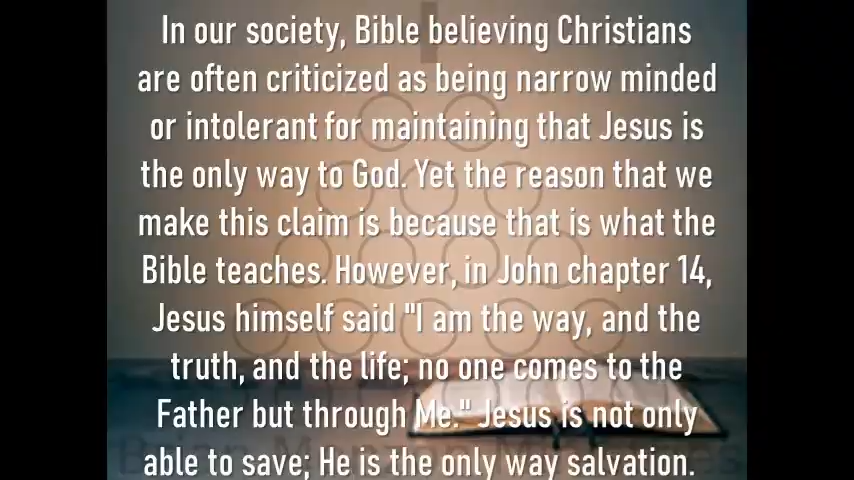 In our society, Bible believing Christians
are often criticized as being narrow minded
or intolerant for maintaining that Jesus is
the only way to God. Yet the reason that we
make this claim is because that is what the
Bible teaches. However, in John chapter 14,
Jesus himself said "I am the way, and the
truth, and the life; no one comes to the
Father but through Me." Jesus is not only
able to save; He is the only way salvation.